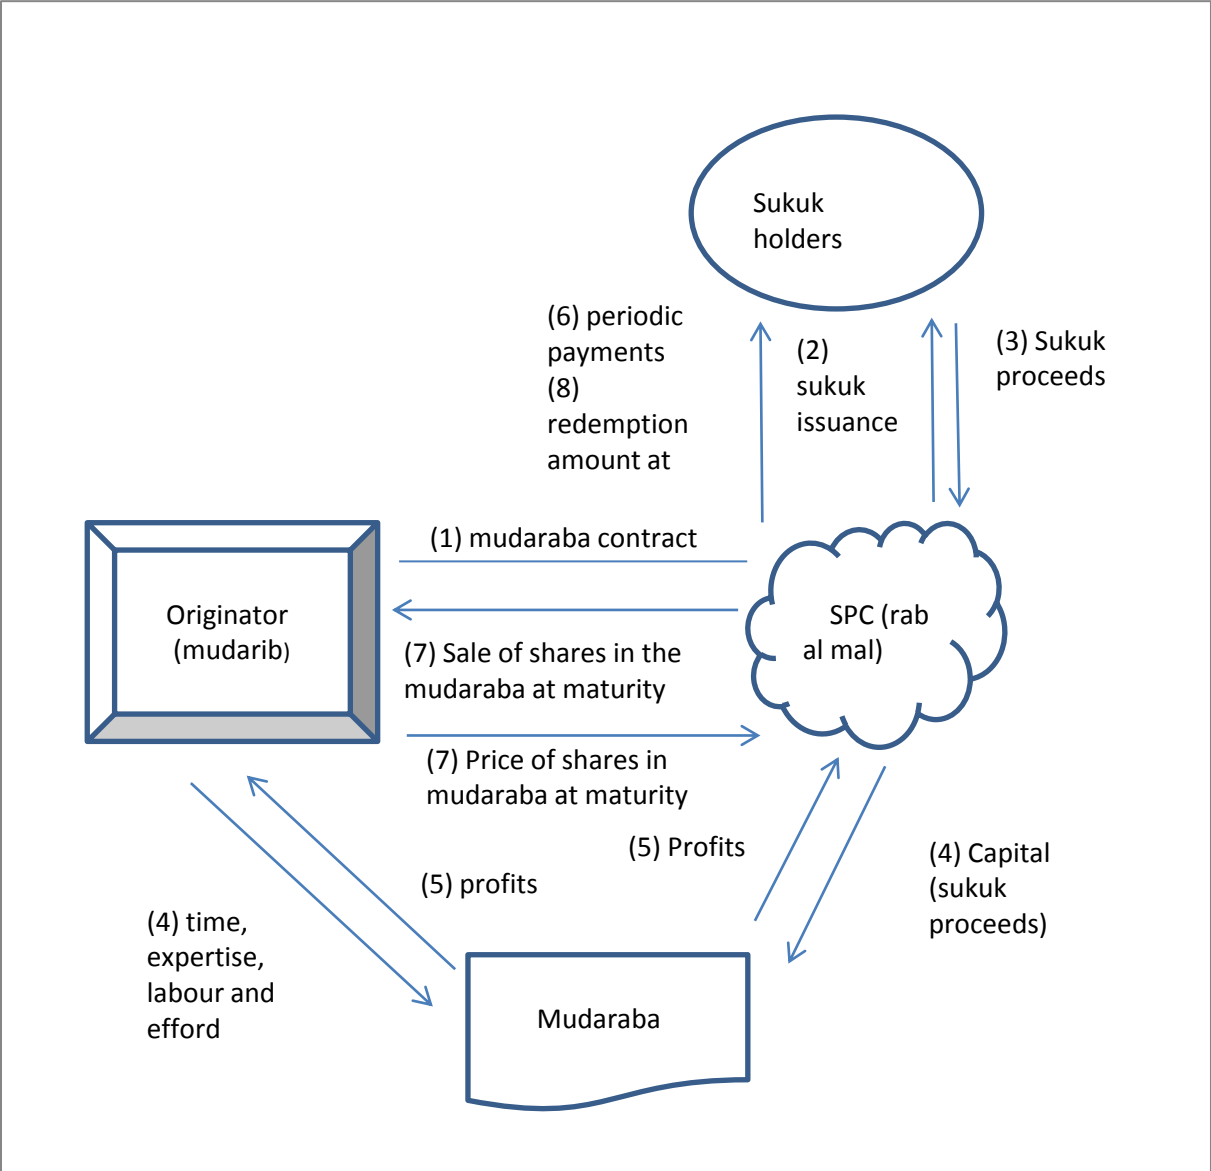 Sukuk
holders
(6) periodic
payments
(8)
redemption
amount at
(2)
sukuk
issuance
(3) Sukuk
proceeds
(1) mudaraba contract
Originator
(mudarib)
SPC (rab
al mal)
(7) Sale of shares in the
mudaraba at maturity
(7) Price of shares in
mudaraba at maturity
(5) Profits
(4) Capital
(sukuk
proceeds)
(5) profits
(4) time,
expertise,
labour and
efford
Mudaraba